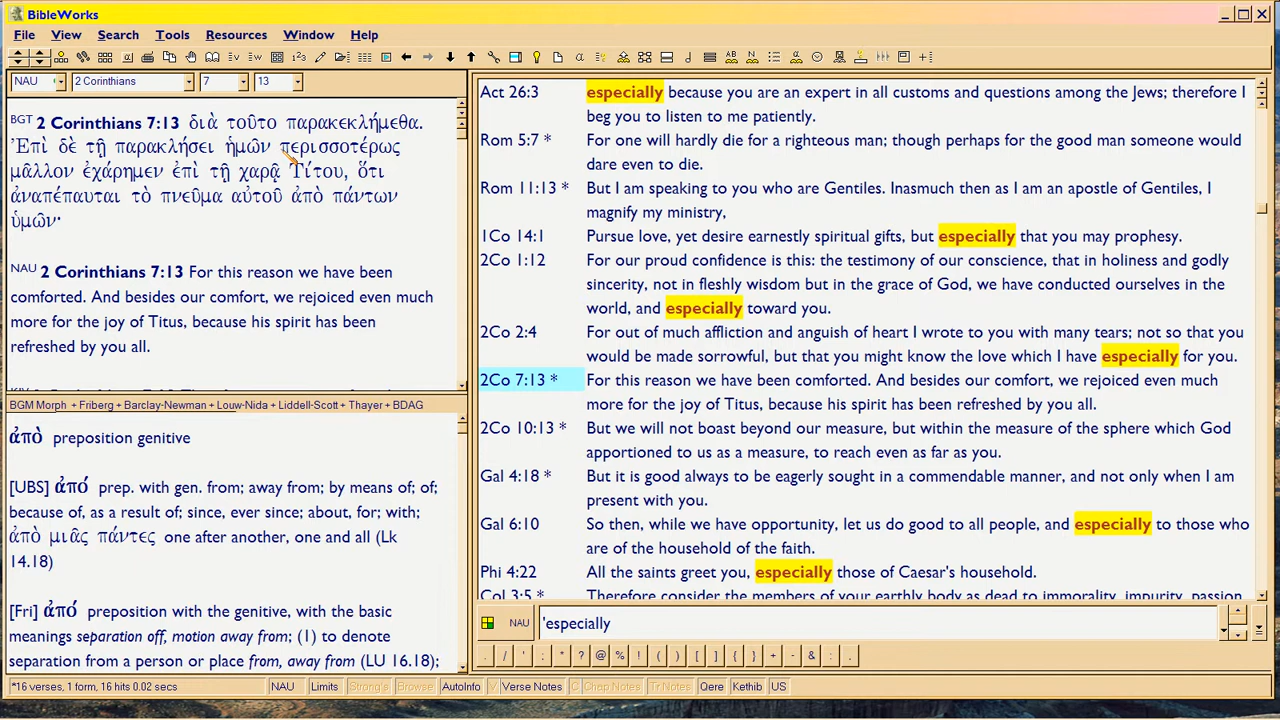 BibleWorks
File View Search Tools Resources Window Help
NAU 2 Corinthians 7 13
BGT 2 Corinthians 7:13 διὰ τοῦτο παρακεκλήμεθα.
Ἐπὶ δὲ τῇ παρακλήσει ἡμῶν περισσοτέρως
μᾶλλον ἐχάρημεν ἐπὶ τῇ χαρᾷ Τίτου, ὅτι
ἀναπέπαυται τὸ πνεῦμα αὐτοῦ ἀπὸ πάντων
ὑμῶν·
NAU 2 Corinthians 7:13 For this reason we have been
comforted. And besides our comfort, we rejoiced even much
more for the joy of Titus, because his spirit has been
refreshed by you all.
BGM Morph + Friberg + Barclay-Newman + Louw-Nida + Liddell-Scott + Thayer + BDAG
ἀπὸ preposition genitive
[UBS] ἀπό prep. with gen. from; away from; by means of; of;
because of, as a result of; since, ever since; about, for; with;
ἀπὸ μιᾶς πάντες one after another, one and all (Lk
14.18)
[Fri] ἀπό preposition with the genitive, with the basic
meanings separation off, motion away from; (1) to denote
separation from a person or place from, away from (LU 16.18);
Act 26:3 especially because you are an expert in all customs and questions among the Jews; therefore I
beg you to listen to me patiently.
Rom 5:7 * For one will hardly die for a righteous man; though perhaps for the good man someone would
dare even to die.
Rom 11:13 * But I am speaking to you who are Gentiles. Inasmuch then as I am an apostle of Gentiles, I
magnify my ministry,
1Co 14:1 Pursue love, yet desire earnestly spiritual gifts, but especially that you may prophesy.
2Co 1:12 For our proud confidence is this: the testimony of our conscience, that in holiness and godly
sincerity, not in fleshly wisdom but in the grace of God, we have conducted ourselves in the
world, and especially toward you.
2Co 2:4 For out of much affliction and anguish of heart I wrote to you with many tears; not so that you
would be made sorrowful, but that you might know the love which I have especially for you.
2Co 7:13 * For this reason we have been comforted. And besides our comfort, we rejoiced even much
more for the joy of Titus, because his spirit has been refreshed by you all.
2Co 10:13 * But we will not boast beyond our measure, but within the measure of the sphere which God
apportioned to us as a measure, to reach even as far as you.
Gal 4:18 * But it is good always to be eagerly sought in a commendable manner, and not only when I am
present with you.
Gal 6:10 So then, while we have opportunity, let us do good to all people, and especially to those who
are of the household of the faith.
Phi 4:22 All the saints greet you, especially those of Caesar's household.
Col 3:5 * Therefore consider the members of your earthly body as dead to immorality, impurity, passion,
NAU 'especially
. / ' ; * ? @ % ! ( ) [ ] { } + - & : .
*16 verses, 1 form, 16 hits 0.02 secs NAU Limits Strong's Browse AutoInfo V Verse Notes C Chap.Notes Tr Notes Qere Kethib US